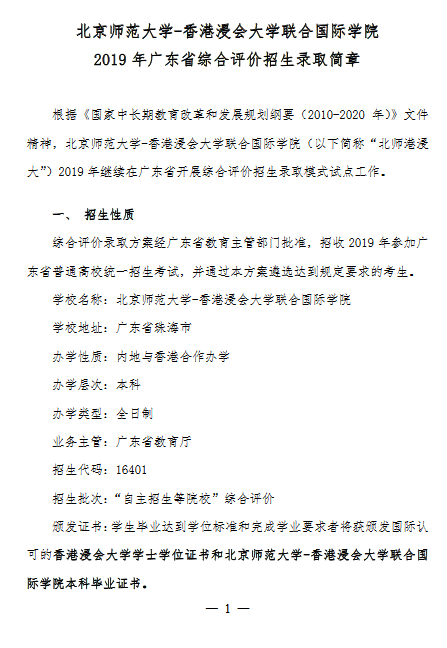 北京师范大学-香港浸会大学联合国际学院
2019 年广东省综合评价招生录取简章
根据《国家中长期教育改革和发展规划纲要（2010-2020 年）》文件
精神，北京师范大学-香港浸会大学联合国际学院（以下简称“北师港浸
大”）2019 年继续在广东省开展综合评价招生录取模式试点工作。
一、 招生性质
综合评价录取方案经广东省教育主管部门批准，招收 2019 年参加广
东省普通高校统一招生考试，并通过本方案遴选达到规定要求的考生。
学校名称：北京师范大学-香港浸会大学联合国际学院
学校地址：广东省珠海市
办学性质：内地与香港合作办学
办学层次：本科
办学类型：全日制
业务主管：广东省教育厅
招生代码：16401
招生批次：“自主招生等院校”综合评价
颁发证书：学生毕业达到学位标准和完成学业要求者将获颁发国际认
可的香港浸会大学学士学位证书和北京师范大学-香港浸会大学联合国
际学院本科毕业证书。
— 1 —